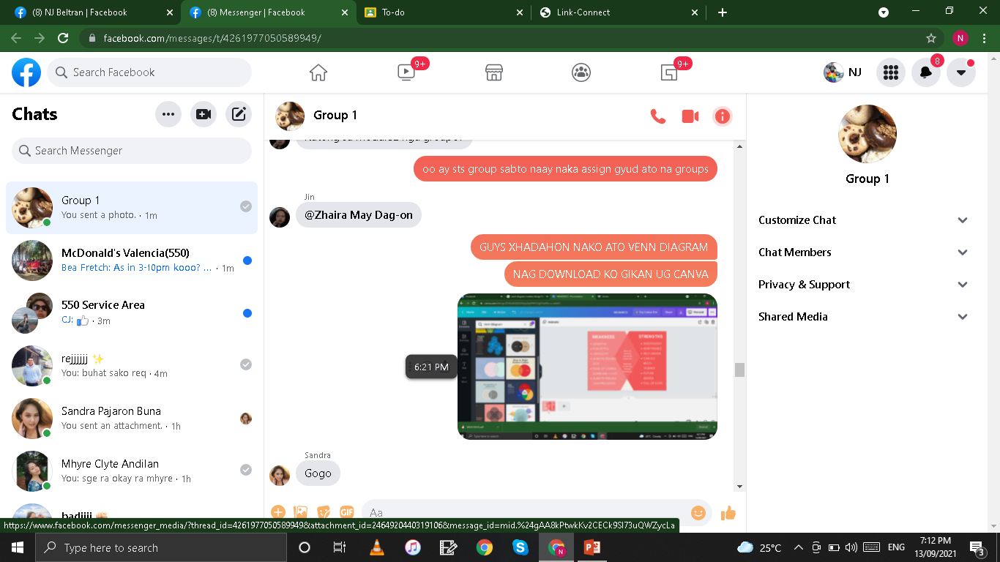 (8) NJ Beltran | Facebook
(8) Messenger | Facebook
To-do
Link-Connect
facebook.com/messages/t/4261977050589949/
N
Search Facebook
9+
9+
NJ
8
Chats
Search Messenger
Group 1
You sent a photo. · 1m
McDonald's Valencia(550)
Bea Fretch: As in 3-10pm kooo? ... · 1m
550 Service Area
CJ: 👍 · 3m
rejjjjjj ✨
You: buhat sako req · 4m
Sandra Pajaron Buna
You sent an attachment. · 1h
Mhyre Clyte Andilan
You: sge ra okay ra mhyre · 1h
badjiji
Group 1
oo ay sts group sabto naay naka assign gyud ato na groups
Jin
@Zhaira May Dag-on
GUYS XHADAHON NAKO ATO VENN DIAGRAM
NAG DOWNLOAD KO GIKAN UG CANVA
WEAKNESS
STRENGTHS
6:21 PM
Sandra
Gogo
GIF
Aa
Group 1
Customize Chat
Chat Members
Privacy & Support
Shared Media
https://www.facebook.com/messenger_media/?thread_id=4261977050589949&attachment_id=2464920440319106&message_id=mid.%24gAA8kPtwkKv2CECk9Sl73uQWZycLa
Type here to search
N
25°C
ENG
7:12 PM
13/09/2021
3